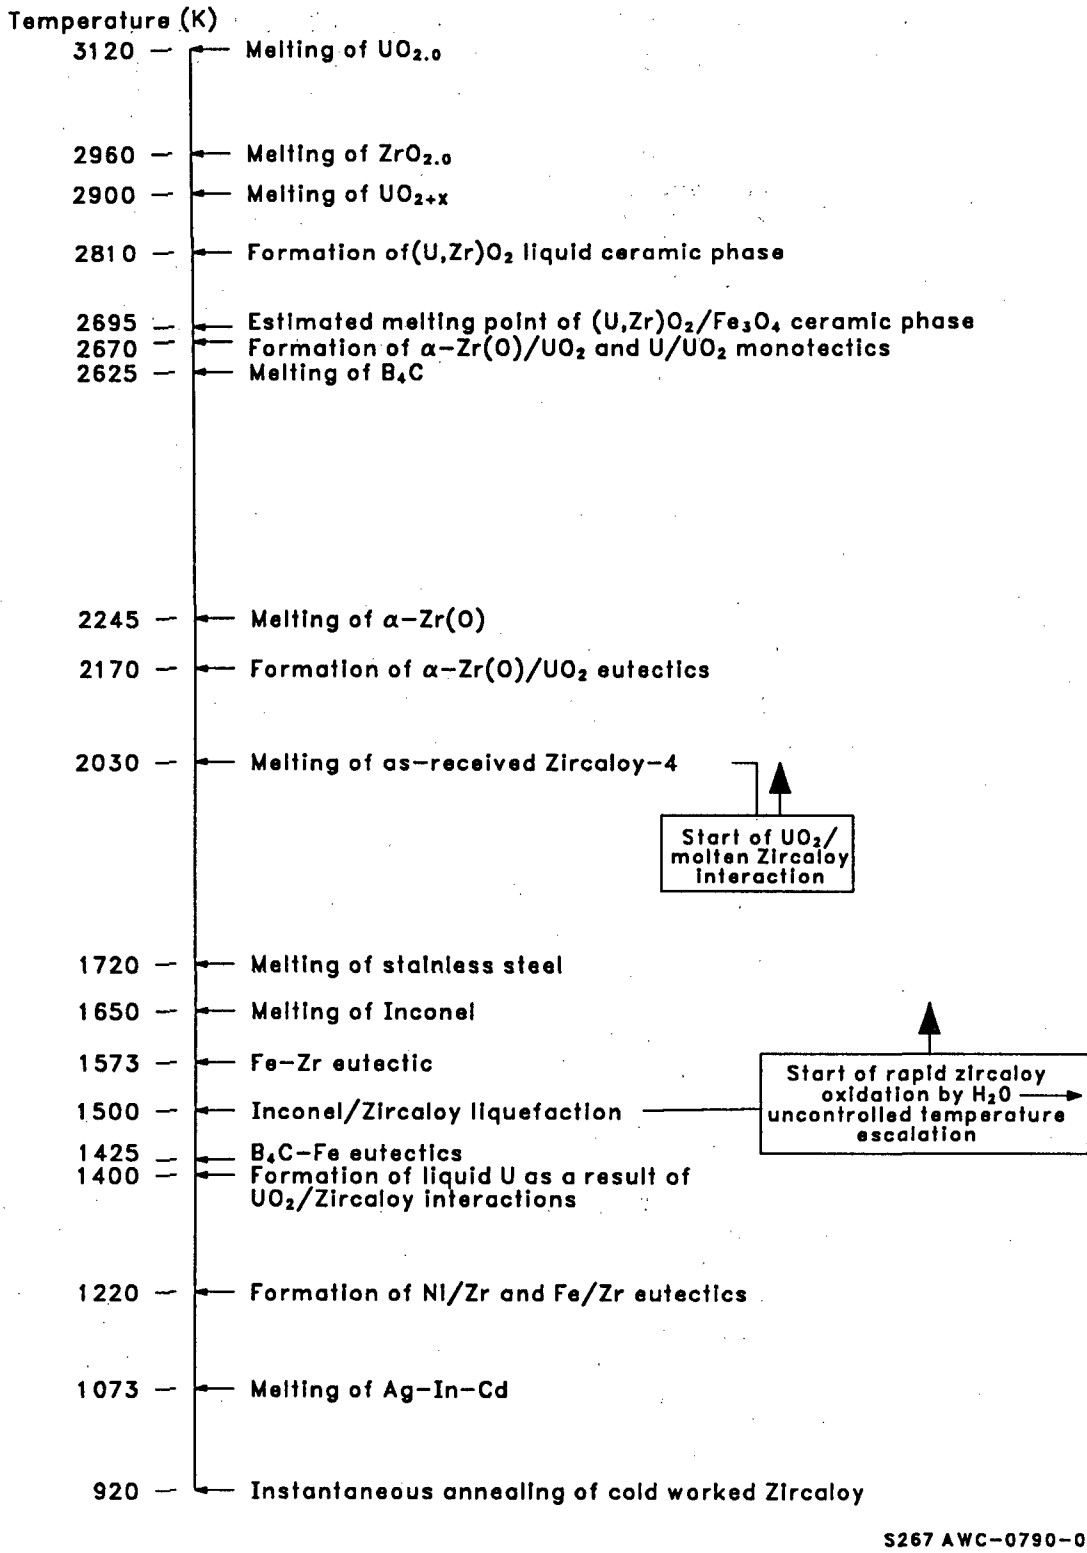 Temperature (K)
3120 — Melting of UO₂.₀
2960 — Melting of ZrO₂.₀
2900 — Melting of UO₂₊ₓ
2810 — Formation of(U,Zr)O₂ liquid ceramic phase
2695 — Estimated melting point of (U,Zr)O₂/Fe₃O₄ ceramic phase
2670 — Formation of α–Zr(O)/UO₂ and U/UO₂ monotectics
2625 — Melting of B₄C
2245 — Melting of α–Zr(O)
2170 — Formation of α–Zr(O)/UO₂ eutectics
2030 — Melting of as–received Zircaloy–4
Start of UO₂/
molten Zircaloy
interaction
1720 — Melting of stainless steel
1650 — Melting of Inconel
1573 — Fe–Zr eutectic
Start of rapid zircaloy
oxidation by H₂O
uncontrolled temperature
escalation
1500 — Inconel/Zircaloy liquefaction
1425 — B₄C–Fe eutectics
1400 — Formation of liquid U as a result of
UO₂/Zircaloy interactions
1220 — Formation of Ni/Zr and Fe/Zr eutectics
1073 — Melting of Ag–In–Cd
920 — Instantaneous annealing of cold worked Zircaloy
S267 AWC–0790–0